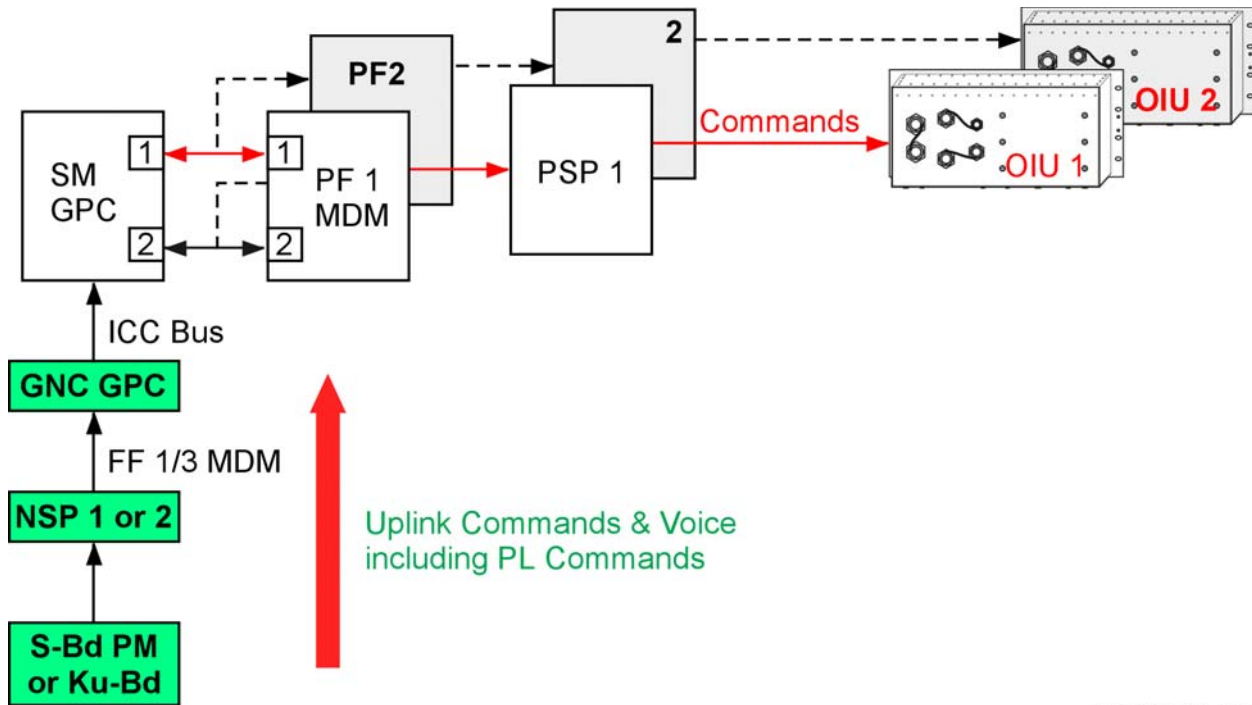 2
PF2
OIU 2
1
1
Commands
SM
GPC
PF 1
MDM
PSP 1
OIU 1
2
2
ICC Bus
GNC GPC
FF 1/3 MDM
NSP 1 or 2
Uplink Commands & Voice
including PL Commands
S-Bd PM
or Ku-Bd